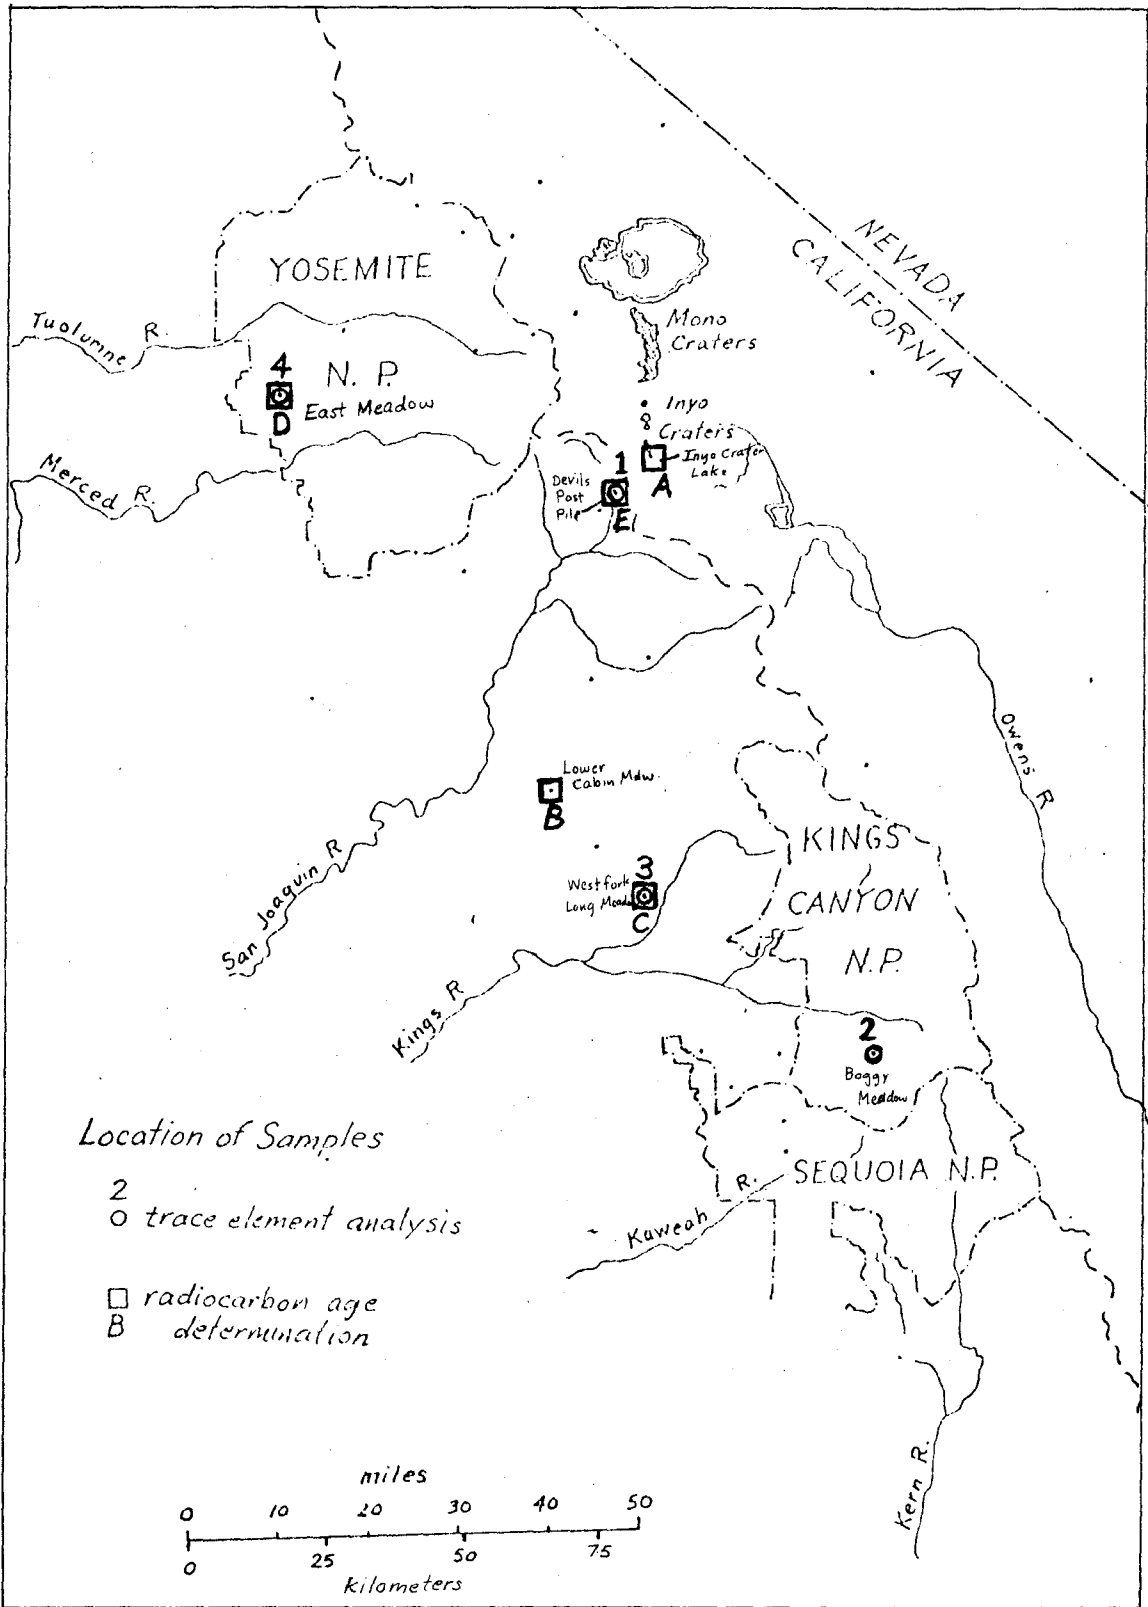 NEVADA
CALIFORNIA
YOSEMITE
N. P.
Tuolumne R.
Mono
Craters
4
East Meadow
D
Inyo
Craters
Inyo Crater
Lake
A
1
Devils
Post
Pile
E
Merced R.
Lower
Cabin Mdw.
B
Owens R
San Joaquin R
KINGS
CANYON
N.P.
3
Westfork
Long Meado
C
Kings R
2
Boggy
Meadow
SEQUOIA N.P.
Kaweah R.
Kern R.
Location of Samples
2
trace element analysis
radiocarbon age
B determination
miles
0 10 20 30 40 50
0 25 50 75
kilometers